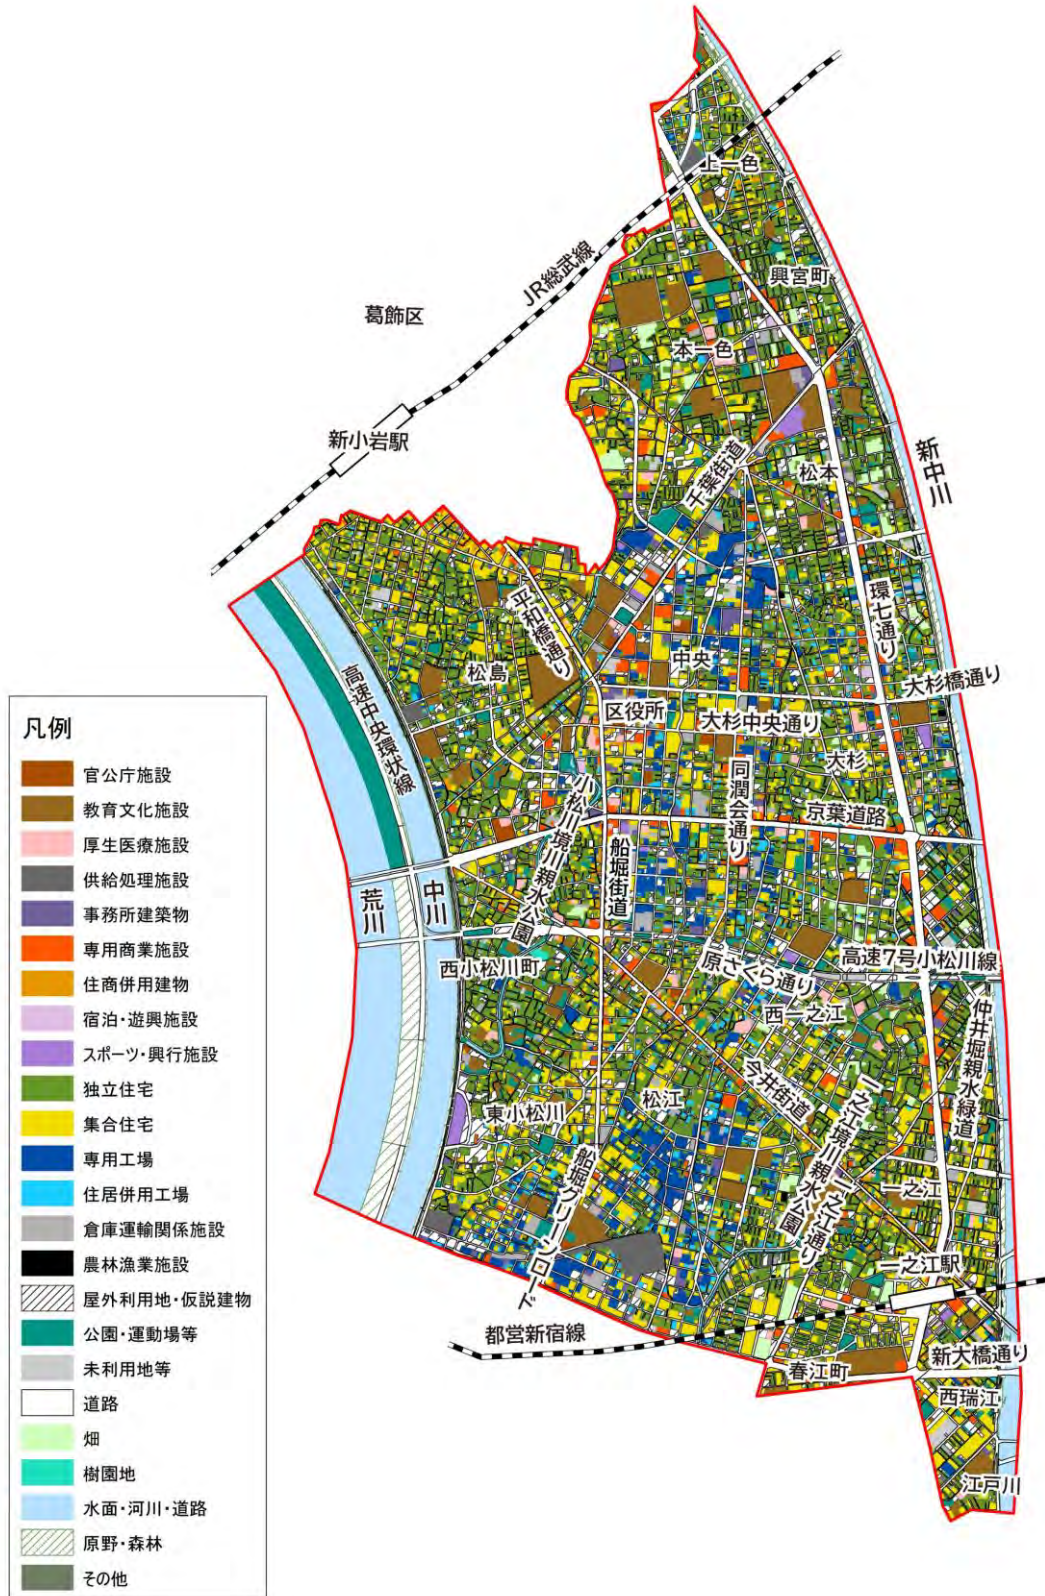 上一色
JR総武線
興宮町
葛飾区
本一色
新小岩駅
千葉街道
松本
新中川
環七通り
平和橋通り
松島
中央
大杉橋通り
高速中央環状線
区役所
大杉中央通り
大杉
同潤会通り
京葉道路
小松川境川親水公園
船堀街道
荒川
中川
西小松川町
原さくら通り
高速7号小松川線
西一之江
仲井堀親水緑道
今井街道
松江
東小松川
一之江境川親水公園
一之江通り
一之江
船堀グリーンロード
一之江駅
都営新宿線
春江町
新大橋通り
西瑞江
江戸川
凡例
官公庁施設
教育文化施設
厚生医療施設
供給処理施設
事務所建築物
専用商業施設
住商併用建物
宿泊・遊興施設
スポーツ・興行施設
独立住宅
集合住宅
専用工場
住居併用工場
倉庫運輸関係施設
農林漁業施設
屋外利用地・仮説建物
公園・運動場等
未利用地等
道路
畑
樹園地
水面・河川・道路
原野・森林
その他